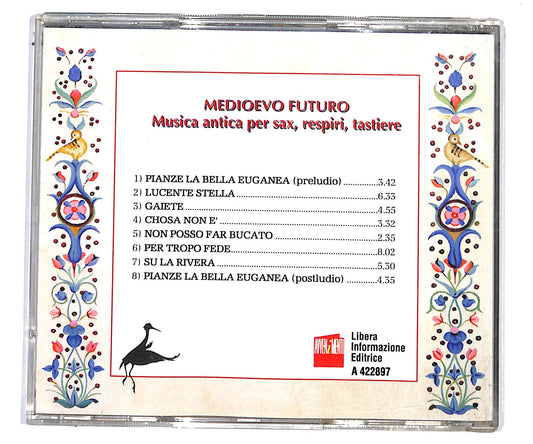 MEDIOEVO FUTURO
Musica antica per sax, respiri, tastiere
1) PIANZE LA BELLA EUGANEA (preludio) ..............3.42
2) LUCENTE STELLA..............................................6.33
3) GAIETE..............................................................4.55
4) CHOSA NON E'...................................................3.32
5) NON POSSO FAR BUCATO..................................2.35
6) PER TROPO FEDE................................................8.02
7) SU LA RIVERA....................................................5.30
8) PIANZE LA BELLA EUGANEA (postludio) ............4.35
AVVENIMENTI
Libera
Informazione
Editrice
A 422897